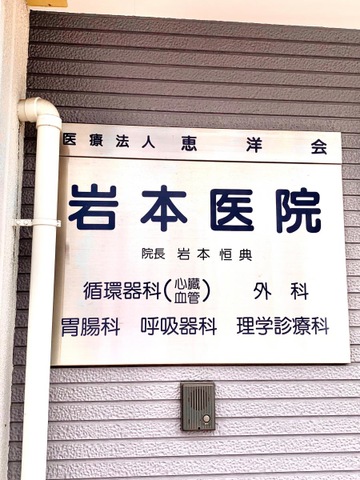 医療法人 恵洋会
岩本医院
院長 岩本恒典
循環器科(心臓血管) 外科
胃腸科 呼吸器科 理学診療科